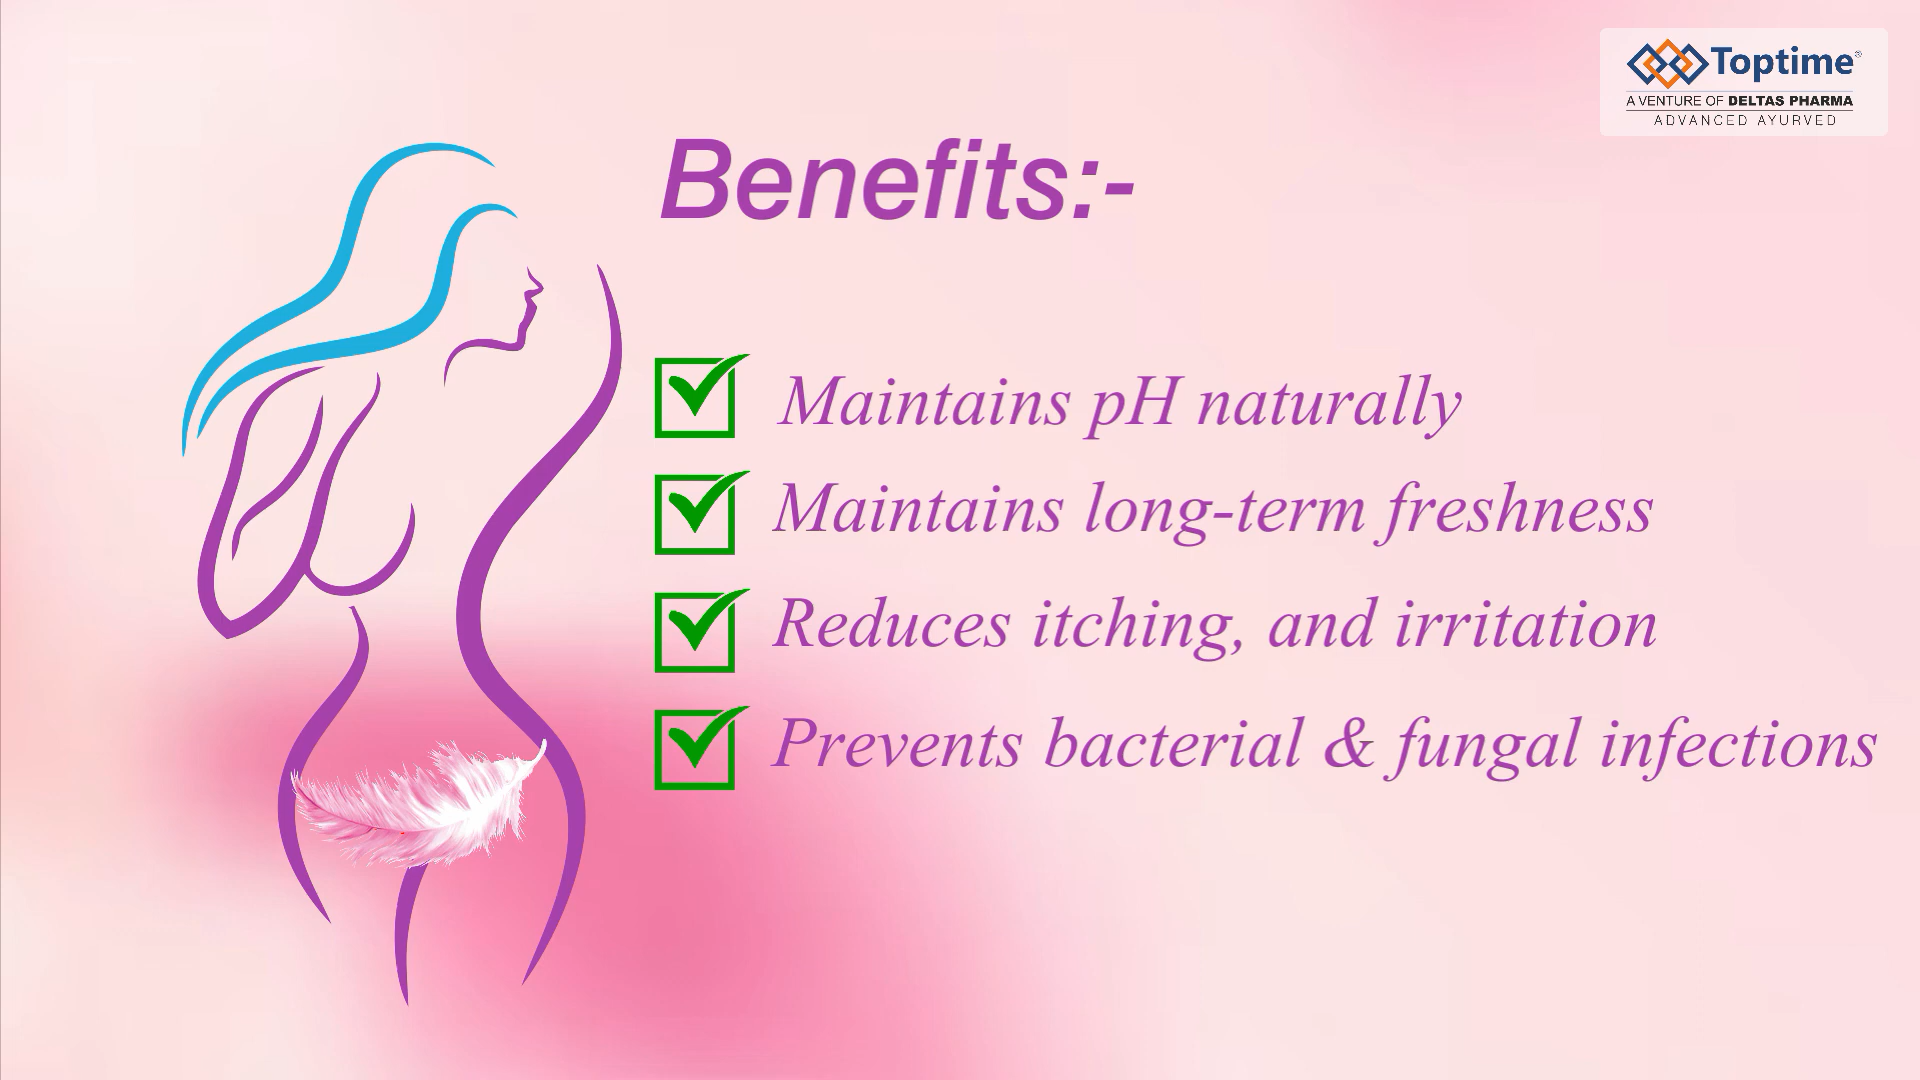 Toptime®
A VENTURE OF DELTAS PHARMA
ADVANCED AYURVED
Benefits:-
Maintains pH naturally
Maintains long-term freshness
Reduces itching, and irritation
Prevents bacterial & fungal infections